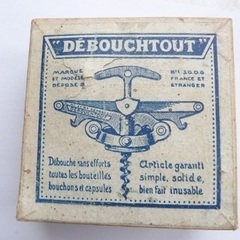 "DÉBOUCHTOUT"
MARQUE
ET MODÈLE
DÉPOSÉS
Bté S.G.D.G
FRANCE ET
ETRANGER
Débouche sans efforts
toutes les bouteilles
bouchons et capsules
Article garanti
simple, solide,
bien fait inusable